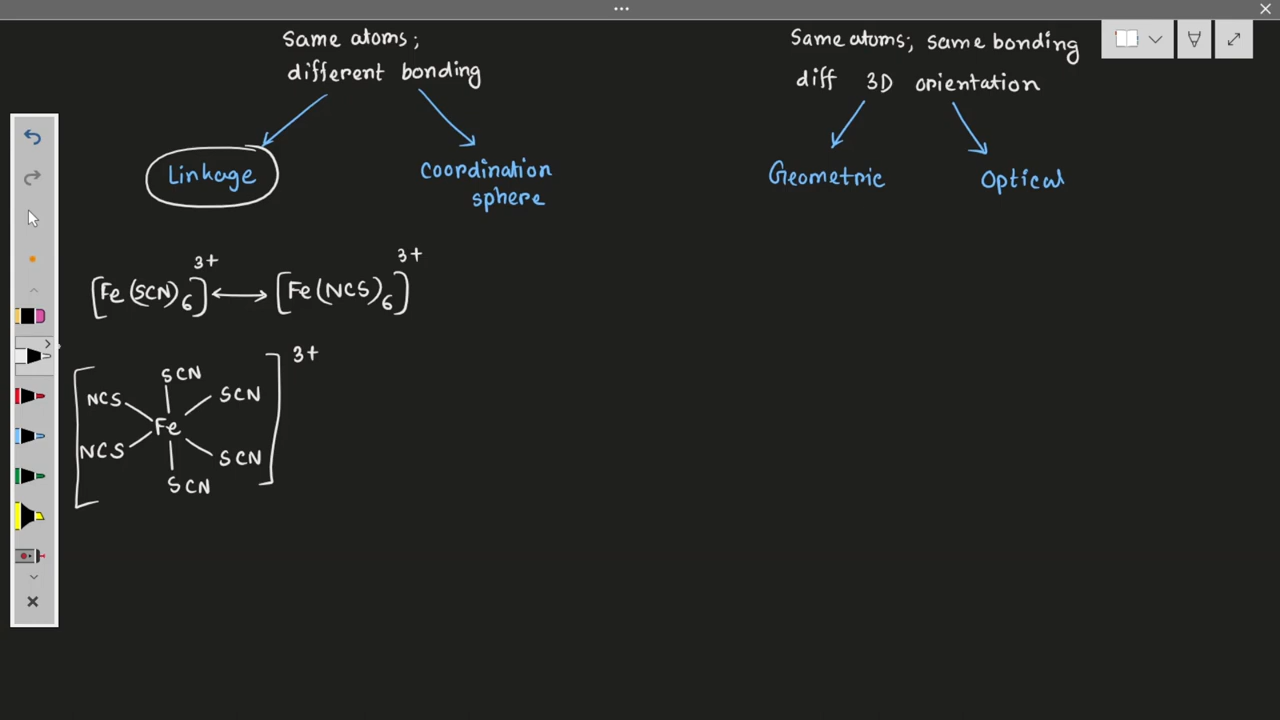 Same atoms;
different bonding
Linkage
Coordination
sphere
Same atoms; same bonding
diff 3D orientation
Geometric
Optical
[Fe(SCN)6]3+ ⟷ [Fe(NCS)6]3+
3+
SCN
NCS SCN
Fe
NCS SCN
SCN